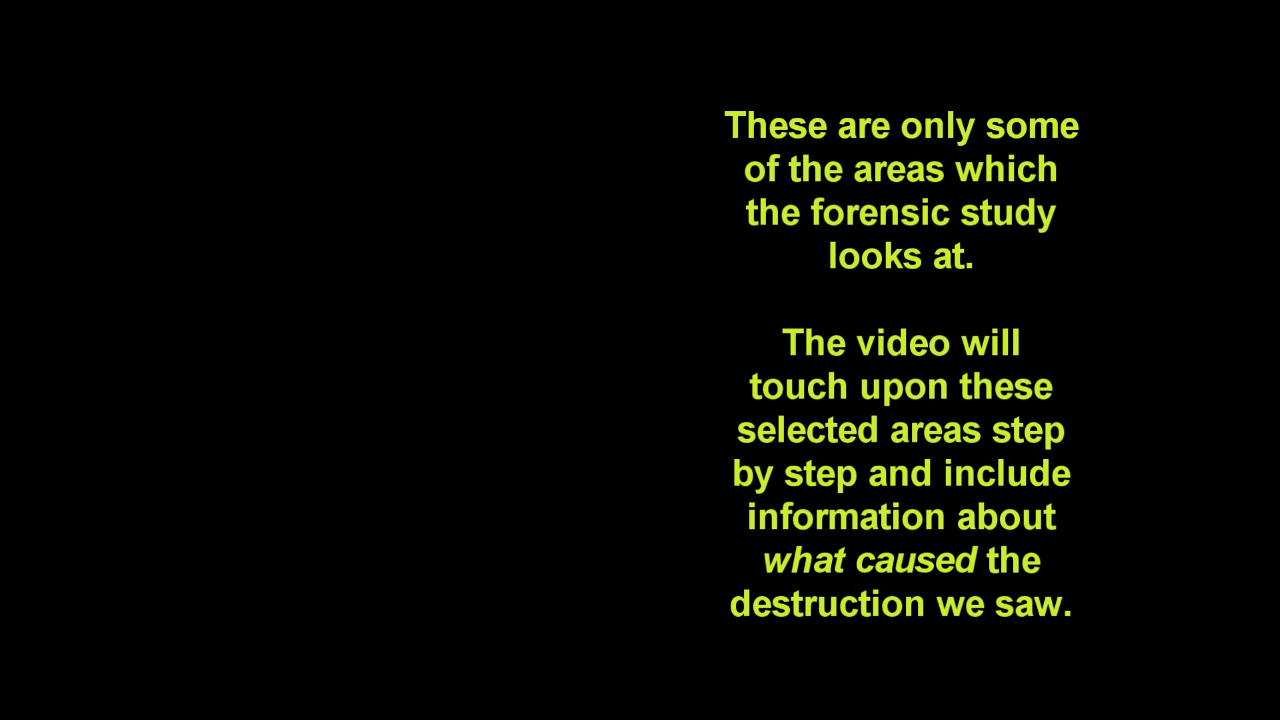 These are only some
of the areas which
the forensic study
looks at.
The video will
touch upon these
selected areas step
by step and include
information about
what caused the
destruction we saw.